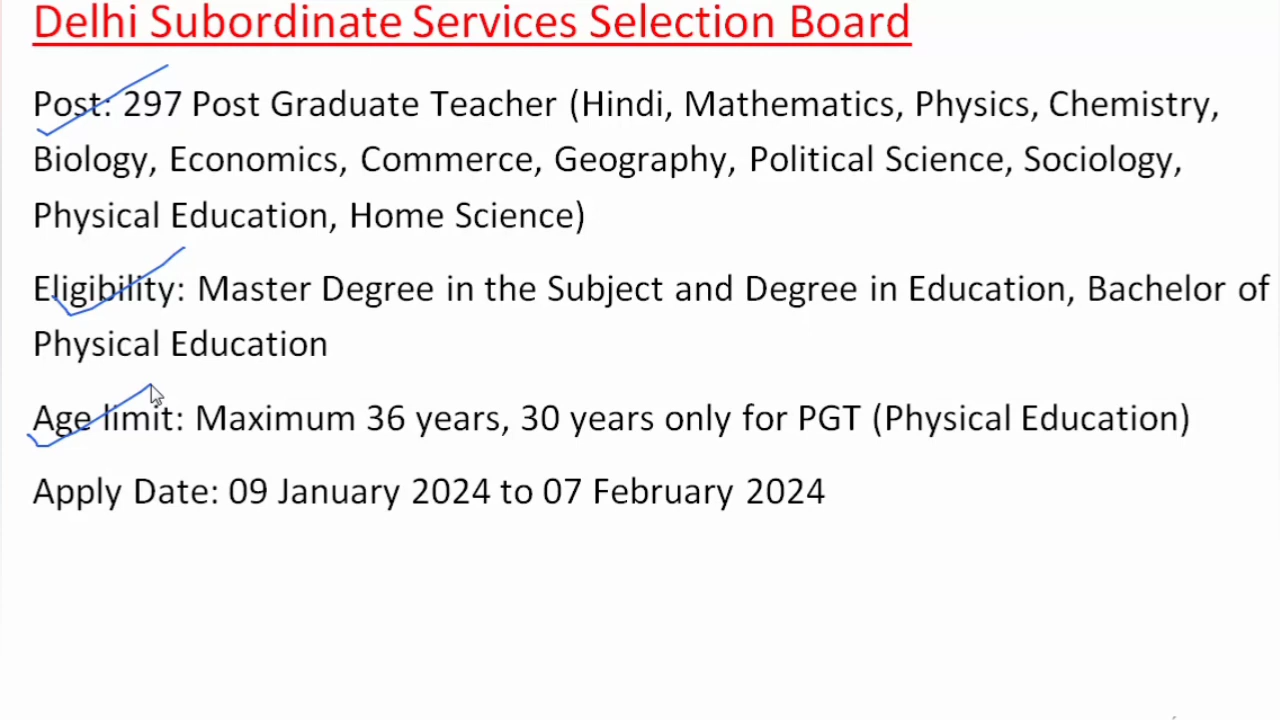 Delhi Subordinate Services Selection Board
Post: 297 Post Graduate Teacher (Hindi, Mathematics, Physics, Chemistry,
Biology, Economics, Commerce, Geography, Political Science, Sociology,
Physical Education, Home Science)
Eligibility: Master Degree in the Subject and Degree in Education, Bachelor of
Physical Education
Age limit: Maximum 36 years, 30 years only for PGT (Physical Education)
Apply Date: 09 January 2024 to 07 February 2024